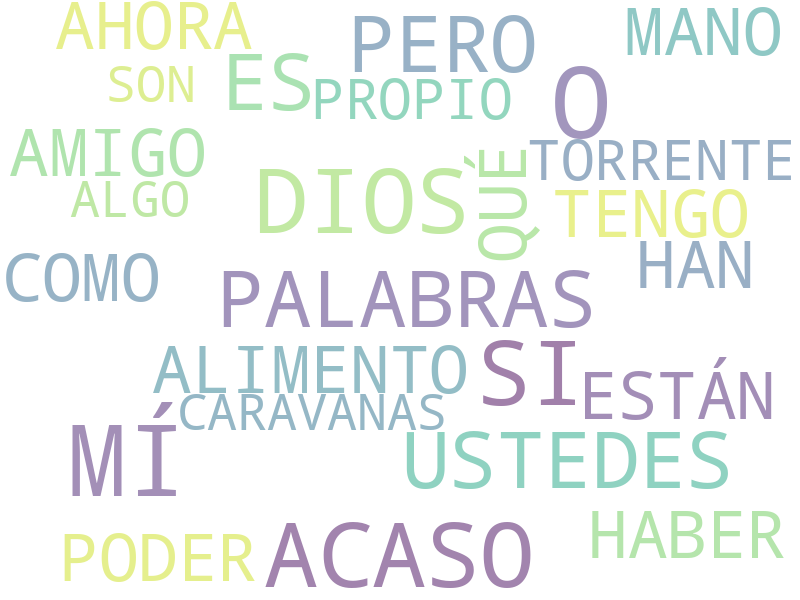 AHORA
PERO
MANO
SON
ES
PROPIO
O
AMIGO
TORRENTE
ALGO
DIOS
QUÉ
TENGO
COMO
HAN
PALABRAS
ALIMENTO
SI
ESTÁN
CARAVANAS
MÍ
USTEDES
PODER
ACASO
HABER